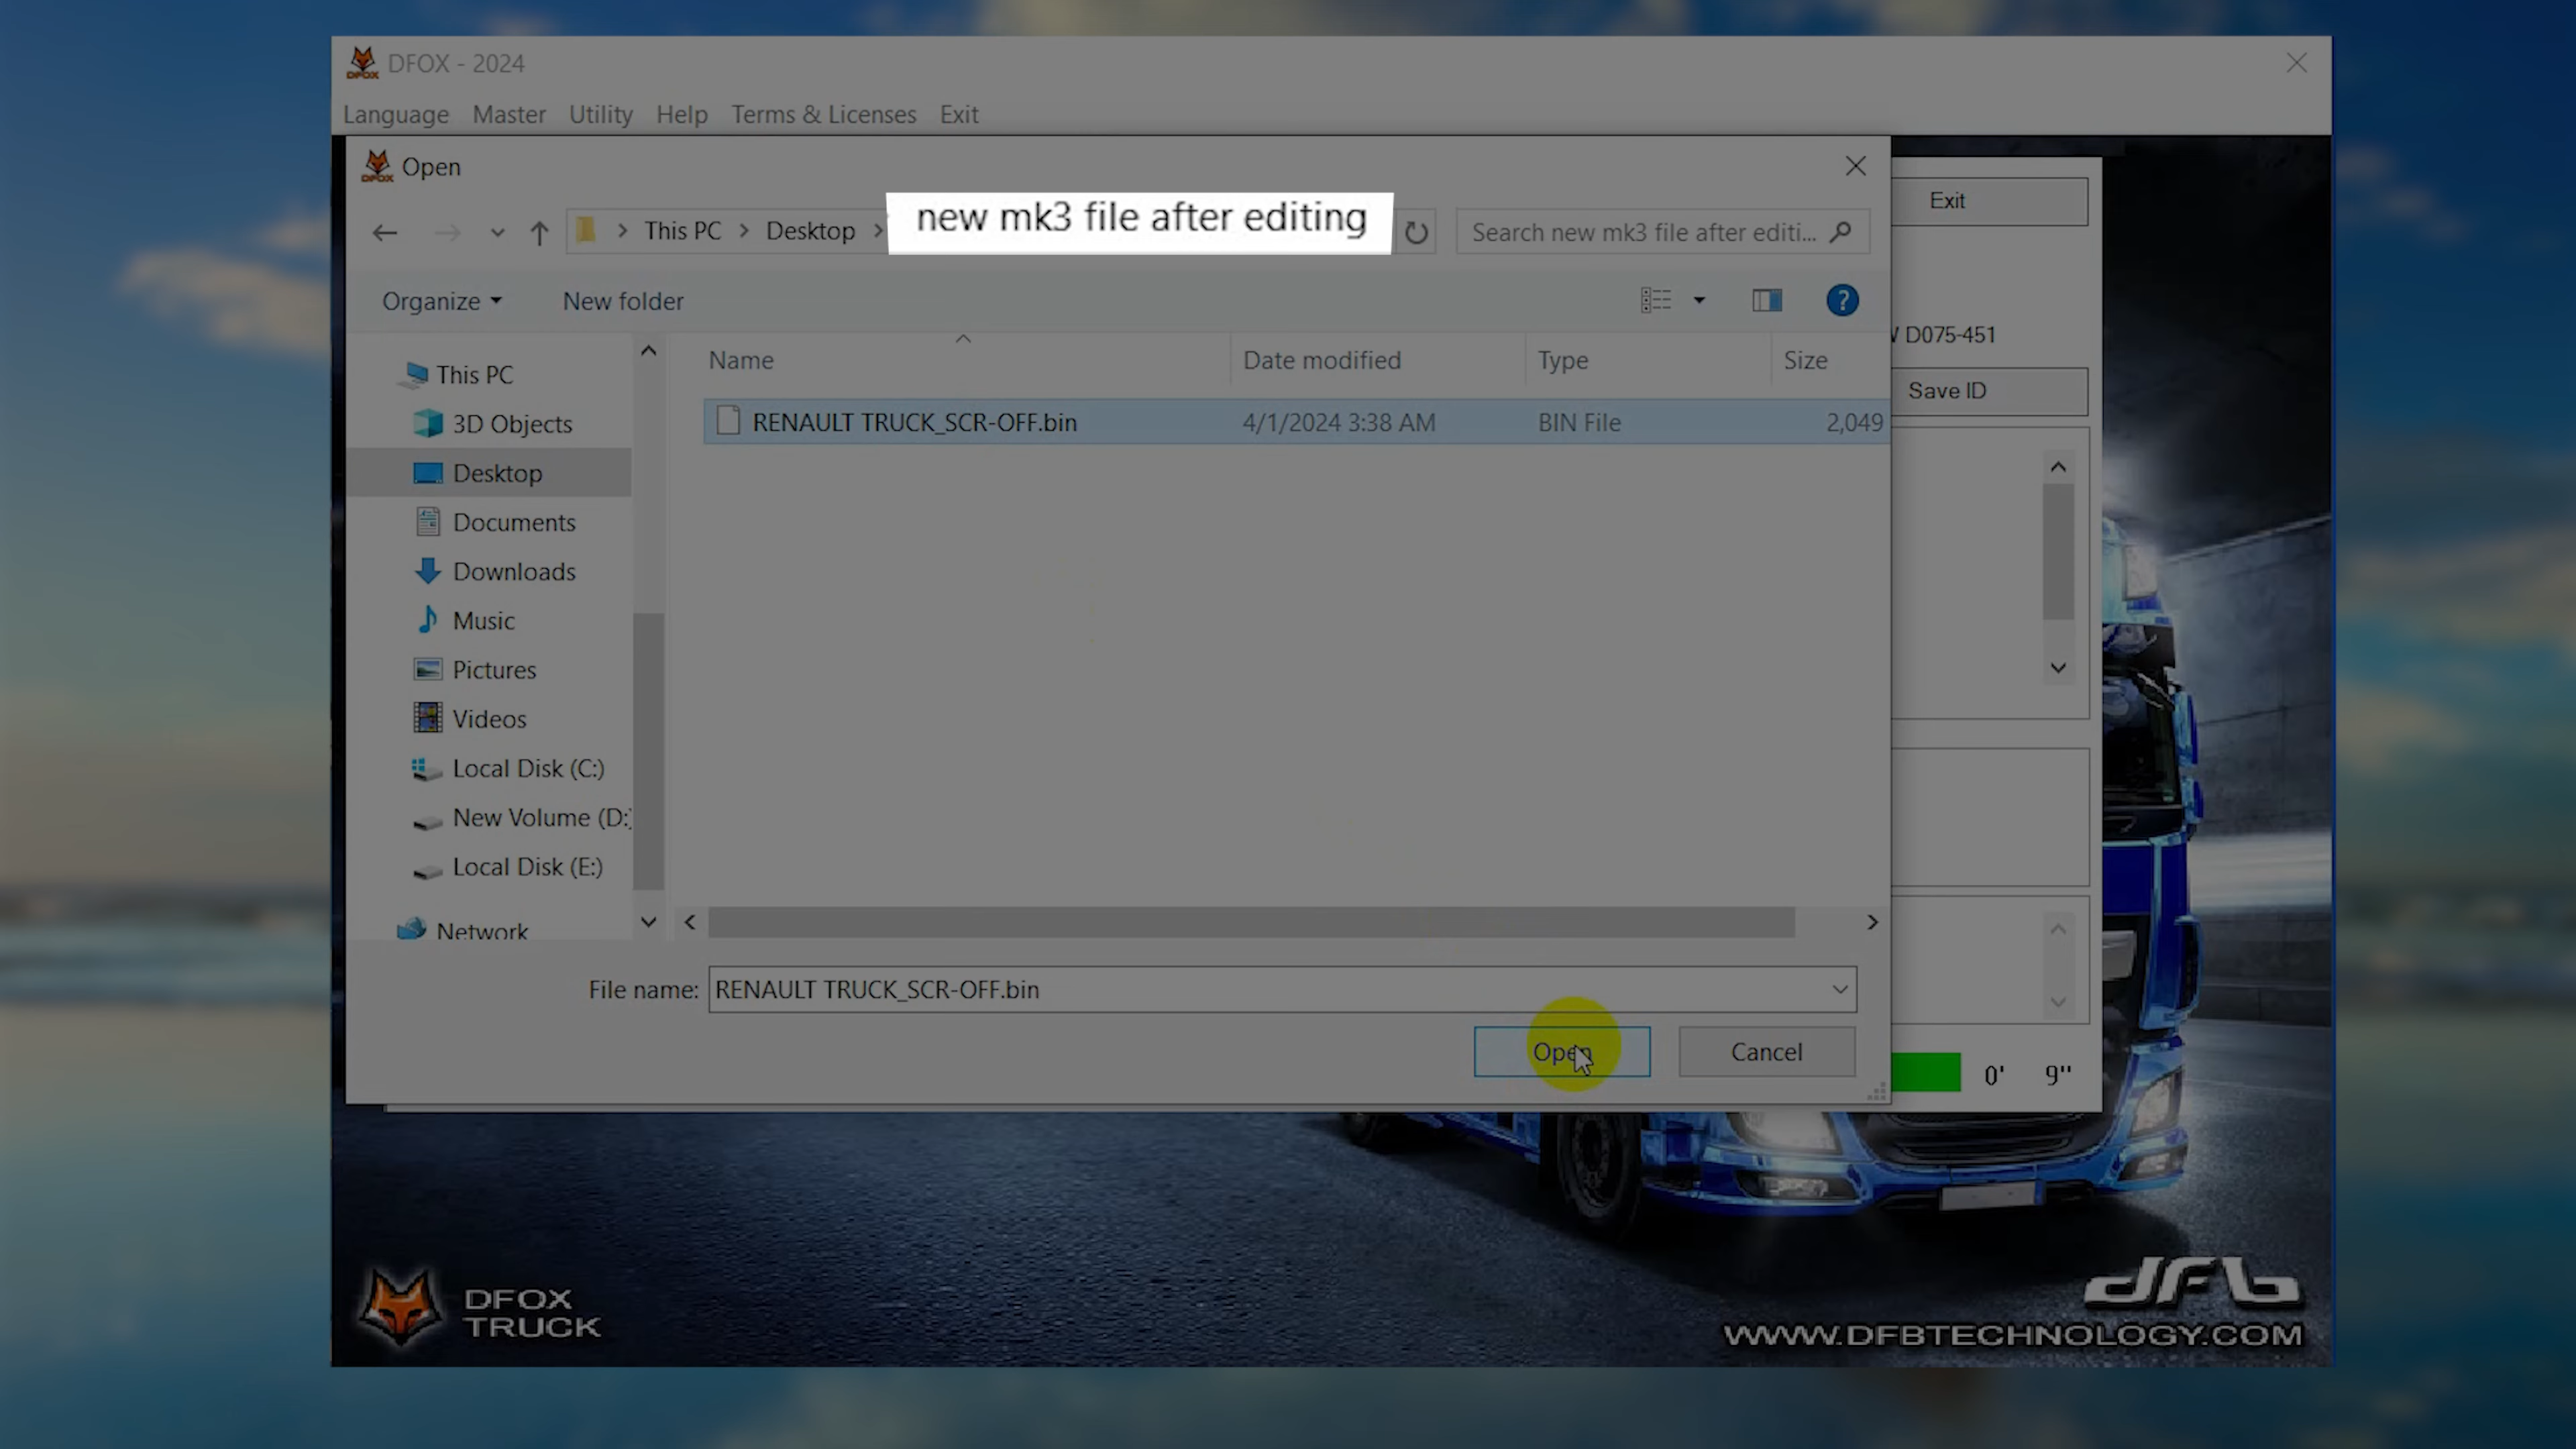 DFOX - 2024
Language Master Utility Help Terms & Licenses Exit
DFOX Open
This PC Desktop new mk3 file after editing Search new mk3 file after editi...
Organize New folder
Name Date modified Type Size
RENAULT TRUCK_SCR-OFF.bin 4/1/2024 3:38 AM BIN File 2,049
This PC
3D Objects
Desktop
Documents
Downloads
Music
Pictures
Videos
Local Disk (C:)
New Volume (D:)
Local Disk (E:)
Network
File name: RENAULT TRUCK_SCR-OFF.bin
Open Cancel
Exit
D075-451
Save ID
0' 9"
DFOX
TRUCK
dfb
WWW.DFBTECHNOLOGY.COM